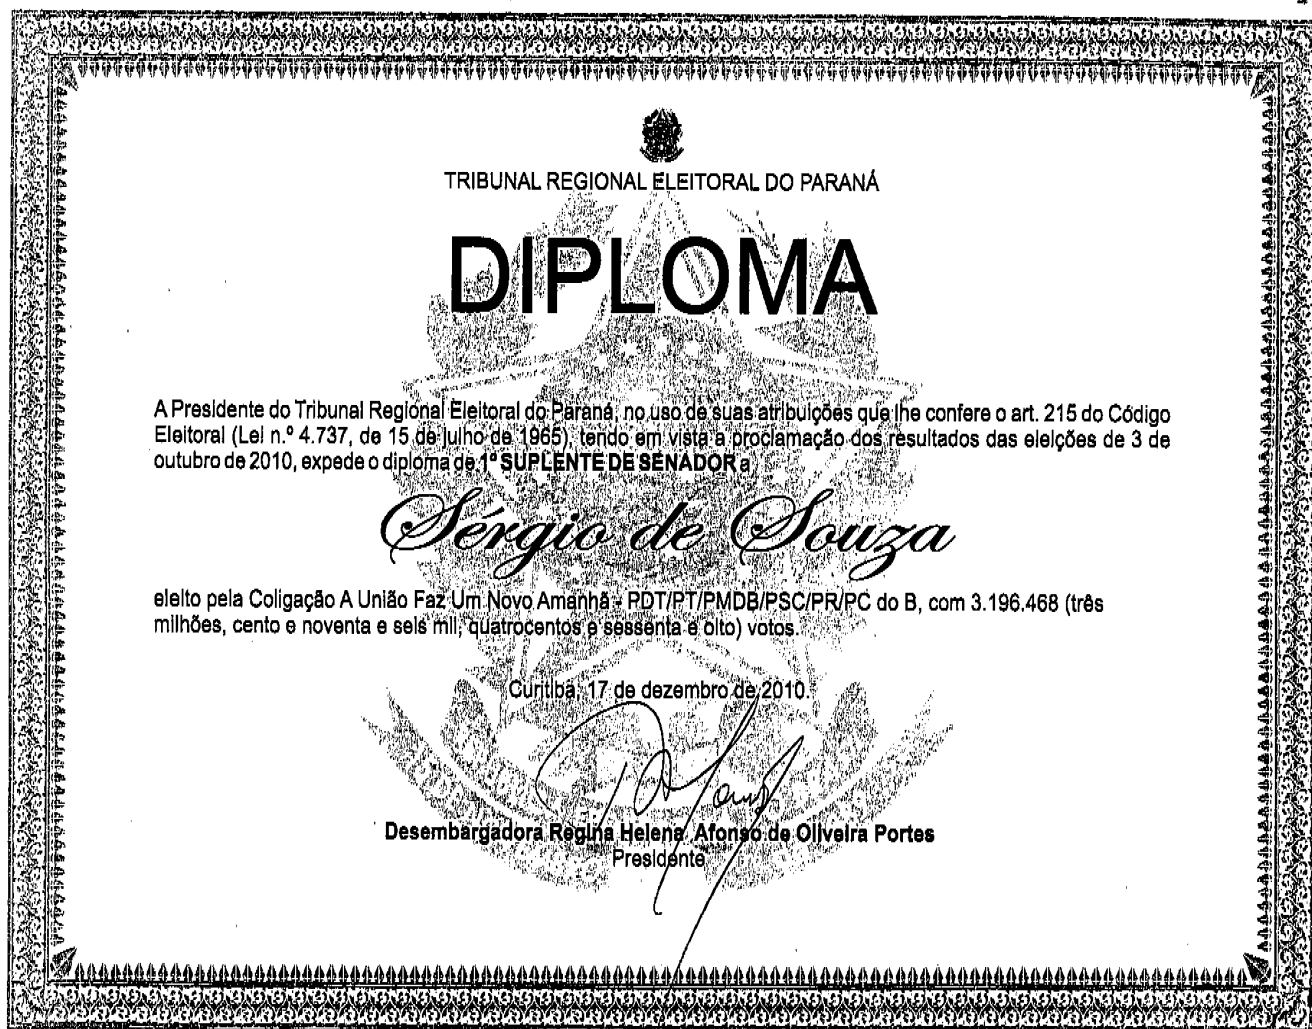 TRIBUNAL REGIONAL ELEITORAL DO PARANÁ
DIPLOMA
A Presidente do Tribunal Regional Eleitoral do Paraná, no uso de suas atribuições que lhe confere o art. 215 do Código
Eleitoral (Lei n.º 4.737, de 15 de julho de 1965), tendo em vista a proclamação dos resultados das eleições de 3 de
outubro de 2010, expede o diploma de 1º SUPLENTE DE SENADOR a
Sérgio de Souza
eleito pela Coligação A União Faz Um Novo Amanhã - PDT/PT/PMDB/PSC/PR/PC do B, com 3.196.468 (três
milhões, cento e noventa e seis mil, quatrocentos e sessenta e oito) votos.
Curitiba, 17 de dezembro de 2010.
Desembargadora Regina Helena Afonso de Oliveira Portes
Presidente